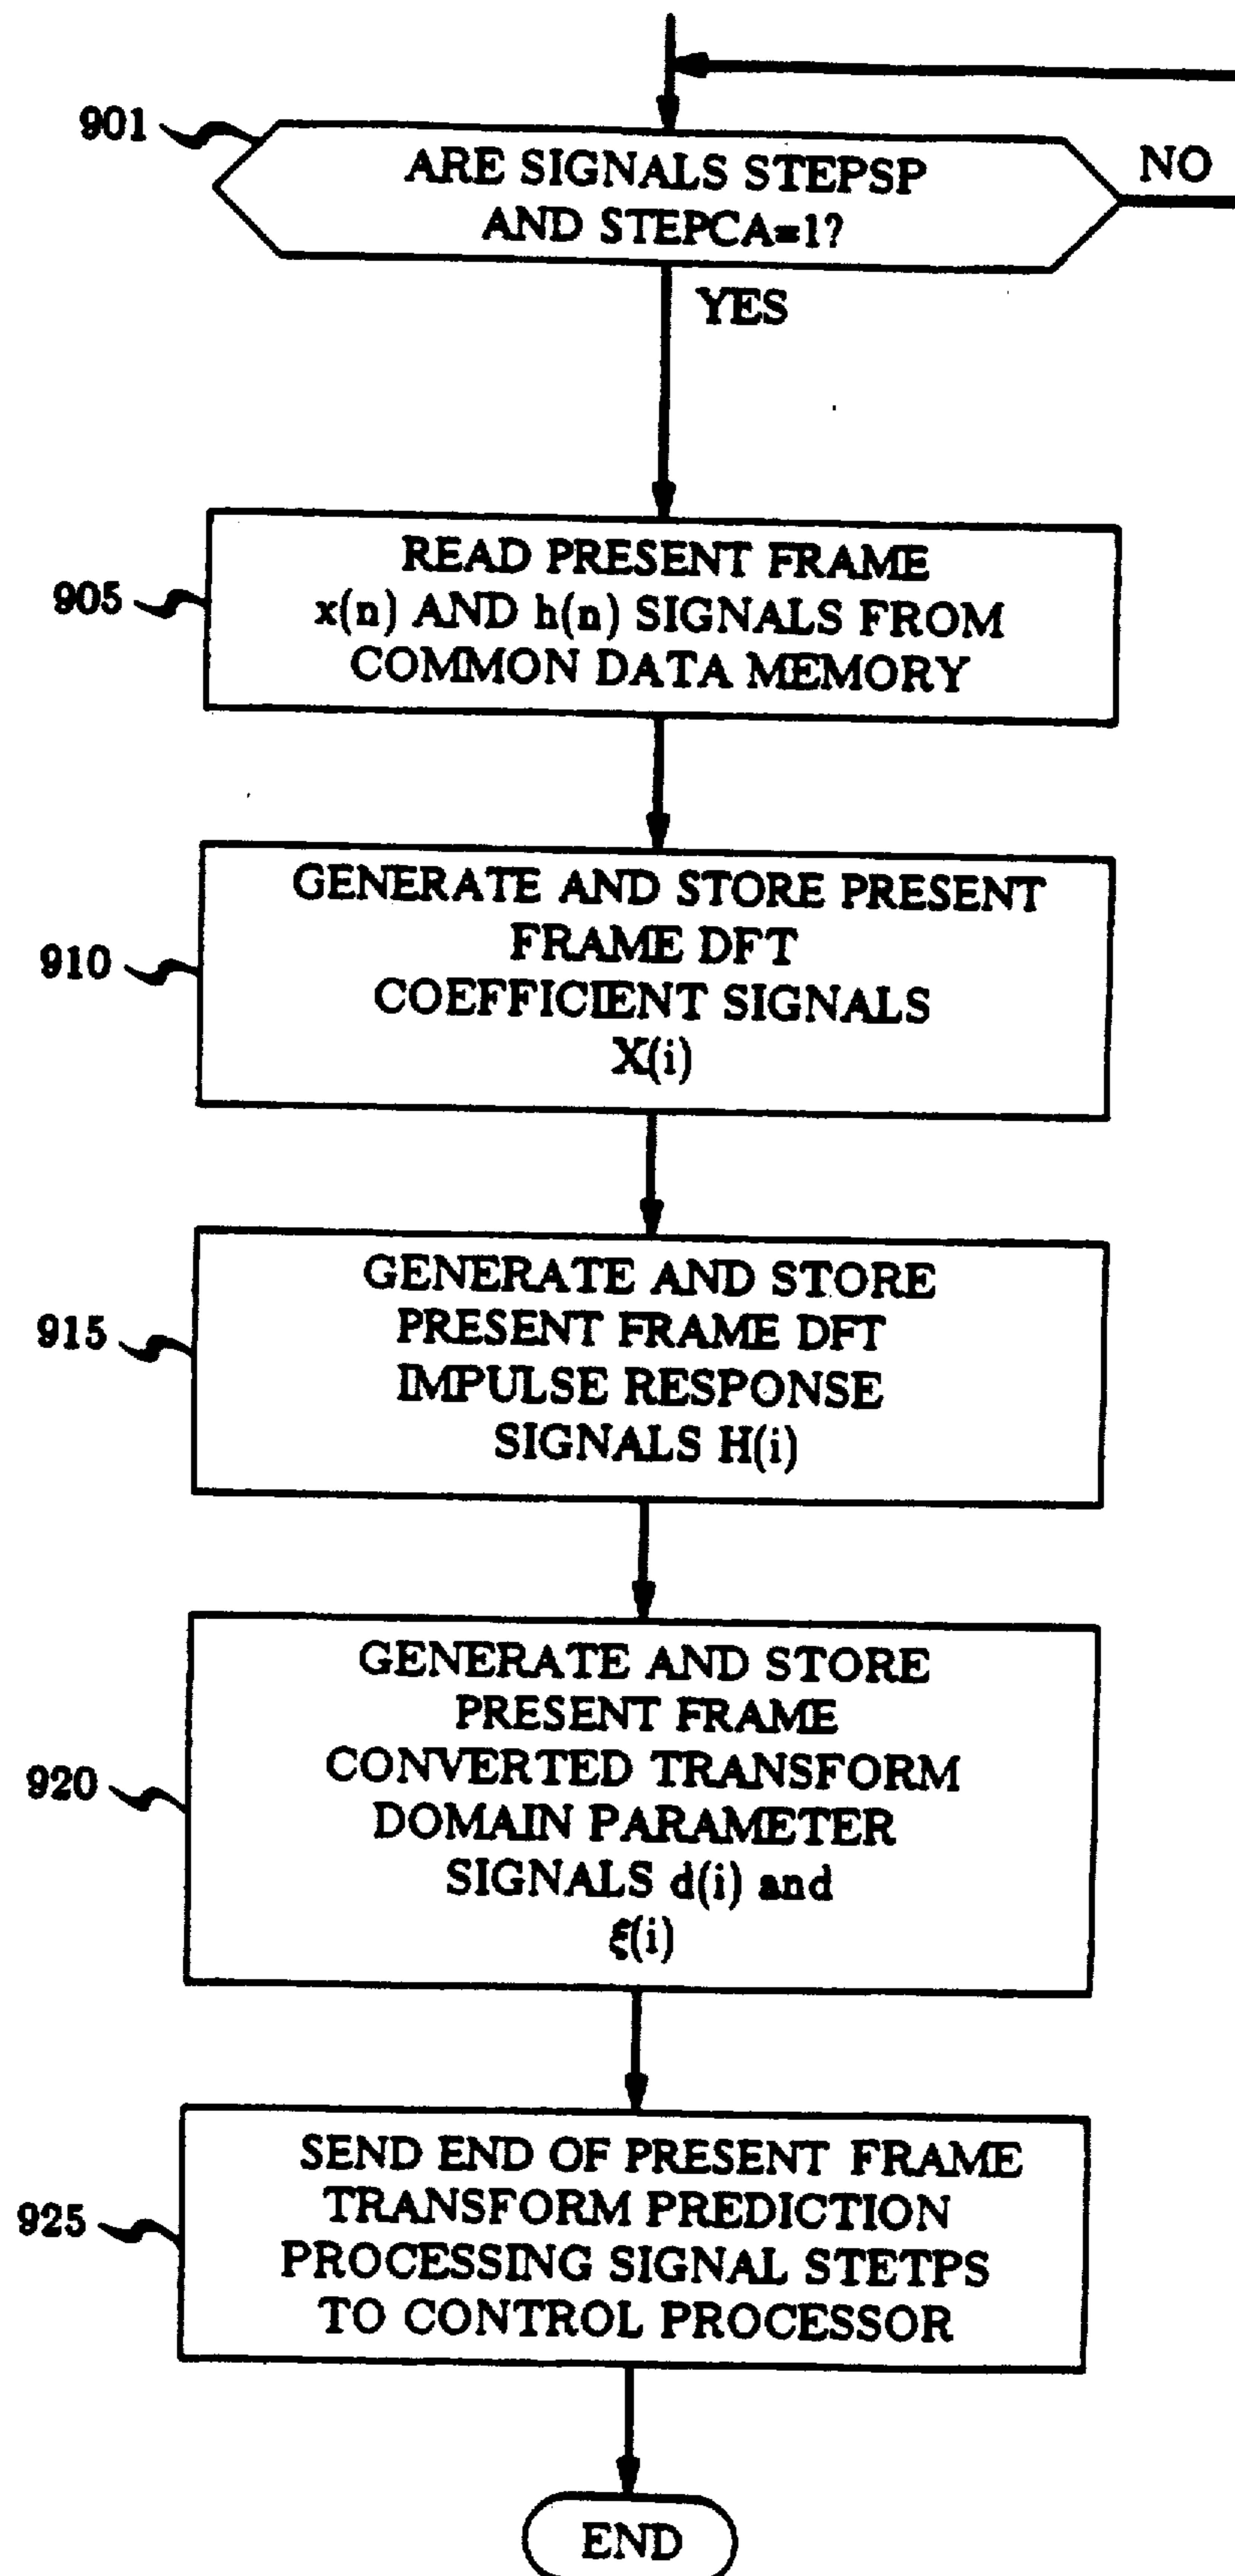 901
ARE SIGNALS STEPSP
AND STEPCA=1?
NO
YES
905
READ PRESENT FRAME
x(n) AND h(n) SIGNALS FROM
COMMON DATA MEMORY
910
GENERATE AND STORE PRESENT
FRAME DFT
COEFFICIENT SIGNALS
X(i)
915
GENERATE AND STORE
PRESENT FRAME DFT
IMPULSE RESPONSE
SIGNALS H(i)
920
GENERATE AND STORE
PRESENT FRAME
CONVERTED TRANSFORM
DOMAIN PARAMETER
SIGNALS d(i) and
ξ(i)
925
SEND END OF PRESENT FRAME
TRANSFORM PREDICTION
PROCESSING SIGNAL STETPS
TO CONTROL PROCESSOR
END